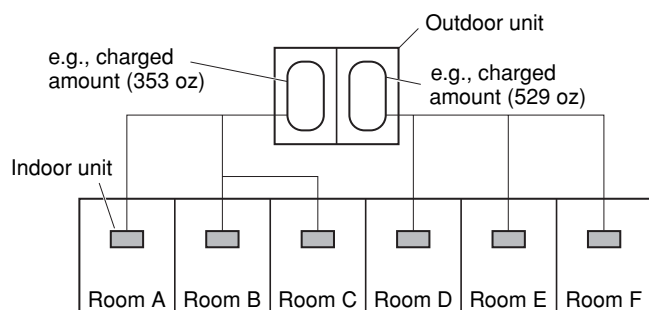 Outdoor unit
e.g., charged
amount (353 oz)
e.g., charged
amount (529 oz)
Indoor unit
Room A Room B Room C Room D Room E Room F